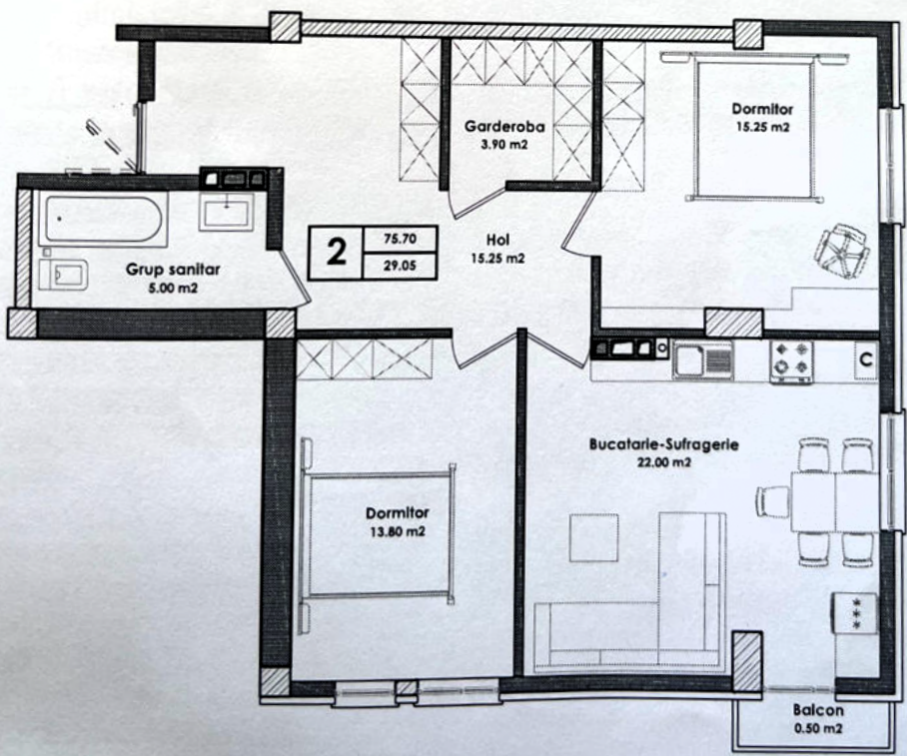 Garderoba
3.90 m2
Dormitor
15.25 m2
2
75.70
29.05
Hol
15.25 m2
Grup sanitar
5.00 m2
C
Bucatarie-Sufragerie
22.00 m2
Dormitor
13.80 m2
***
Balcon
0.50 m2